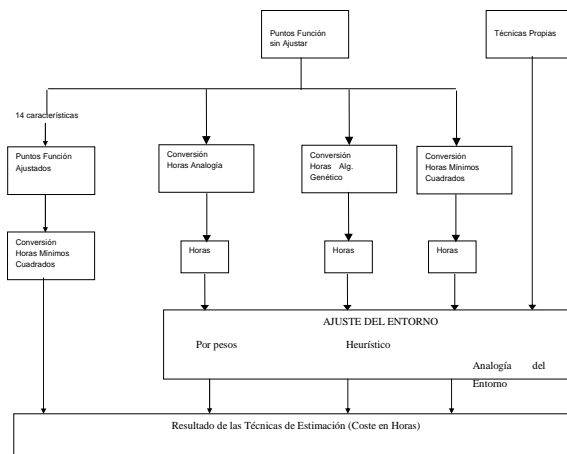 Puntos Función
sin Ajustar
Técnicas Propias
14 características
Puntos Función
Ajustados
Conversión
Horas Analogía
Conversión
Horas Alg.
Genético
Conversión
Horas Mínimos
Cuadrados
Conversión
Horas Mínimos
Cuadrados
Horas
Horas
Horas
AJUSTE DEL ENTORNO
Por pesos
Heurístico
Analogía del
Entorno
Resultado de las Técnicas de Estimación (Coste en Horas)